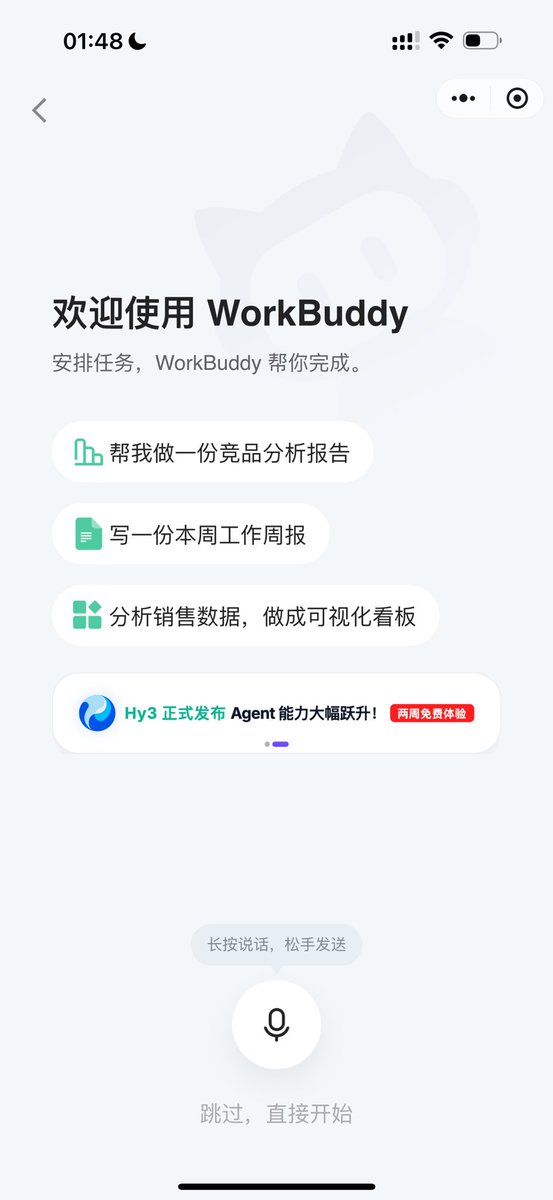 01:48
欢迎使用 WorkBuddy
安排任务，WorkBuddy 帮你完成。
帮我做一份竞品分析报告
写一份本周工作周报
分析销售数据，做成可视化看板
Hy3 正式发布 Agent 能力大幅跃升！ 两周免费体验
长按说话，松手发送
跳过，直接开始